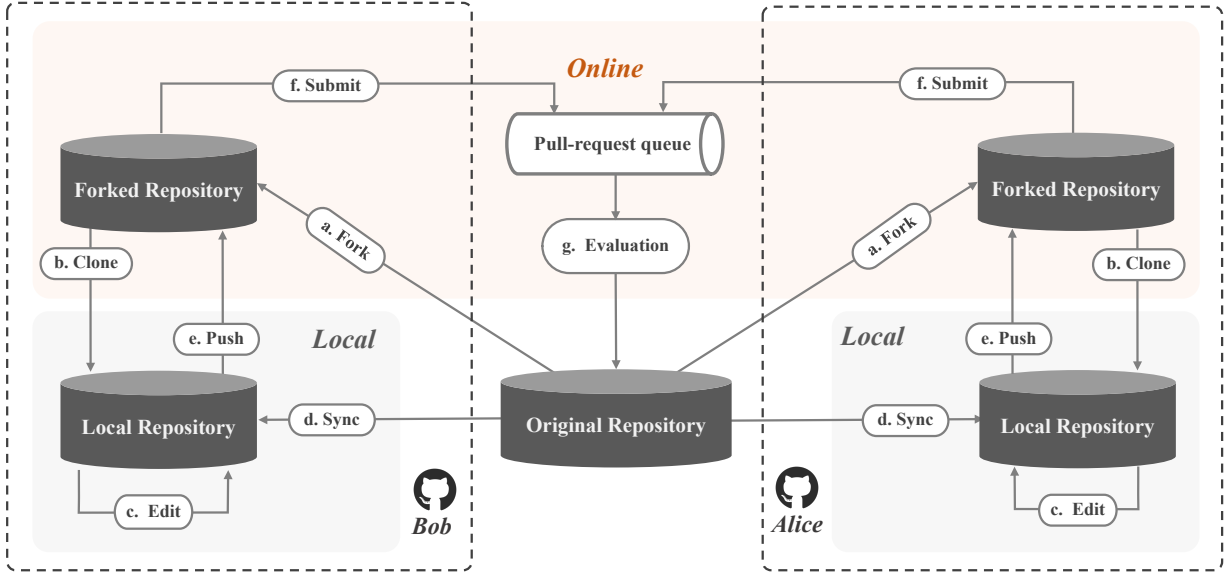 Online
f. Submit
f. Submit
Pull-request queue
Forked Repository
Forked Repository
a. Fork
g. Evaluation
a. Fork
b. Clone
b. Clone
Local
Local
e. Push
e. Push
Local Repository
d. Sync
Original Repository
d. Sync
Local Repository
c. Edit
Bob
Alice
c. Edit